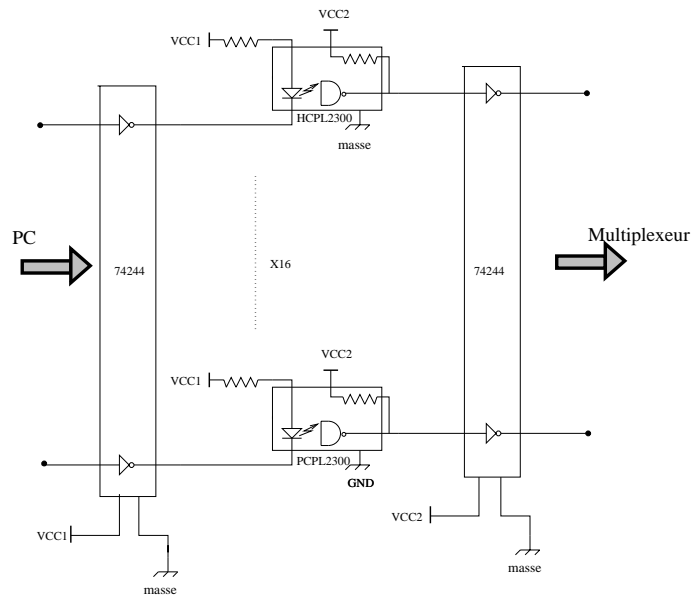 VCC2
VCC1
HCPL2300
masse
PC
Multiplexeur
74244
X16
74244
VCC2
VCC1
PCPL2300
GND
VCC2
VCC1
masse
masse